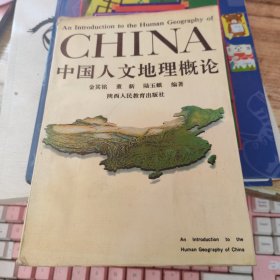 An Introduction to the Human Geography of
CHINA
中国人文地理概论
金其铭 董新 陆玉麒 编著
陕西人民教育出版社
An Introduction to the
Human Geography of China